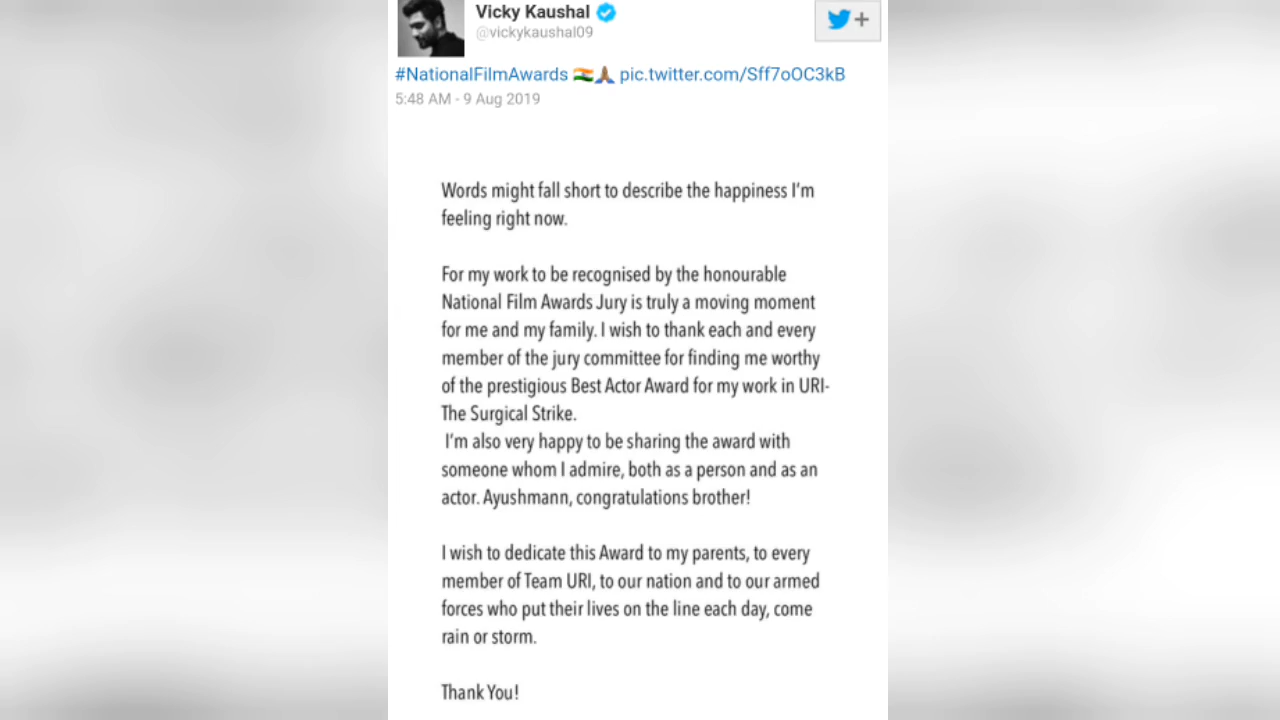 Vicky Kaushal
@vickykaushal09
#NationalFilmAwards 🇮🇳🙏🏽 pic.twitter.com/Sff7oOC3kB
5:48 AM - 9 Aug 2019
Words might fall short to describe the happiness I'm
feeling right now.
For my work to be recognised by the honourable
National Film Awards Jury is truly a moving moment
for me and my family. I wish to thank each and every
member of the jury committee for finding me worthy
of the prestigious Best Actor Award for my work in URI-
The Surgical Strike.
I'm also very happy to be sharing the award with
someone whom I admire, both as a person and as an
actor. Ayushmann, congratulations brother!
I wish to dedicate this Award to my parents, to every
member of Team URI, to our nation and to our armed
forces who put their lives on the line each day, come
rain or storm.
Thank You!